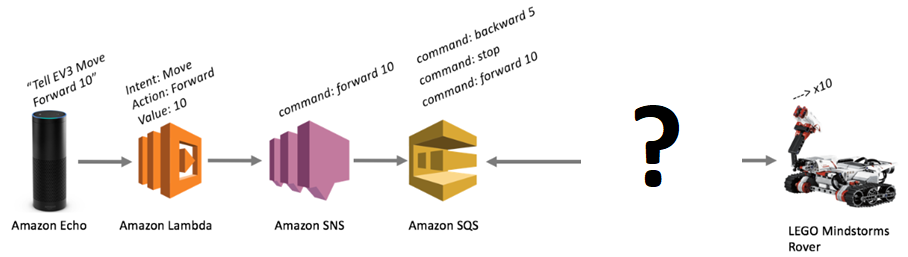 "Tell EV3 Move
Forward 10"
Intent: Move
Action: Forward
Value: 10
command: forward 10
command: backward 5
command: stop
command: forward 10
?
---> x10
Amazon Echo
Amazon Lambda
Amazon SNS
Amazon SQS
LEGO Mindstorms
Rover